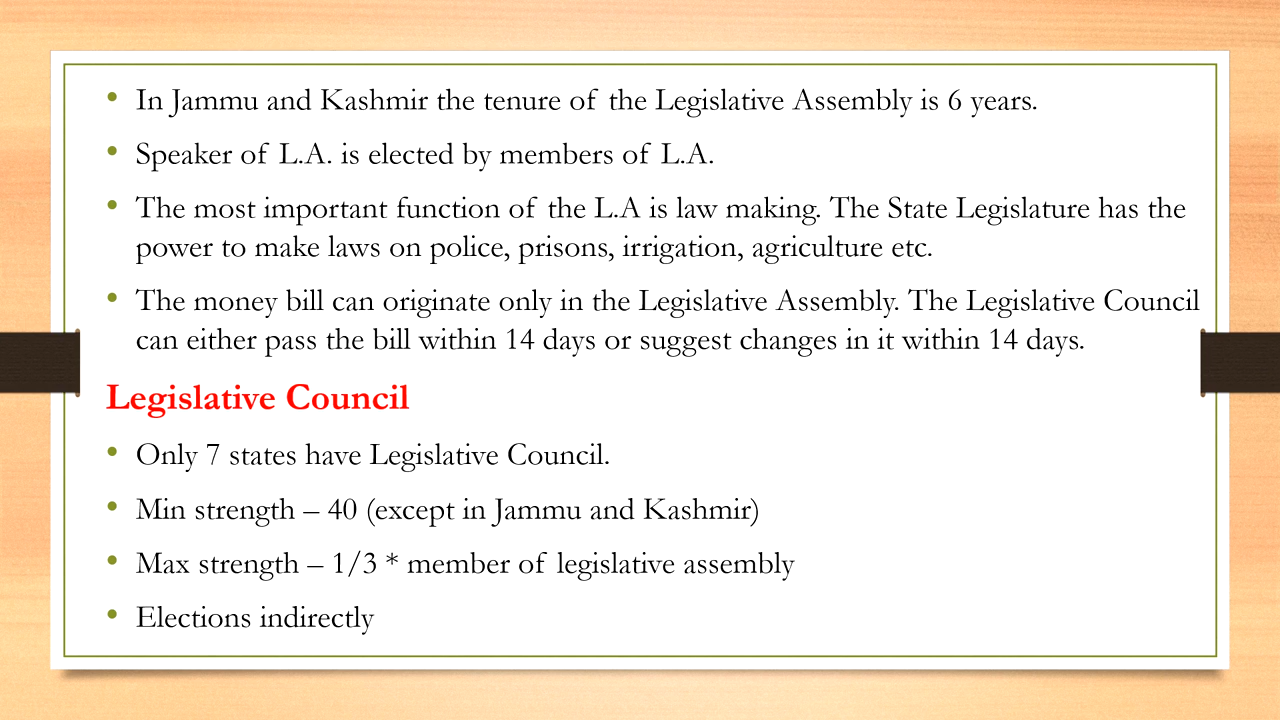 • In Jammu and Kashmir the tenure of the Legislative Assembly is 6 years.
• Speaker of L.A. is elected by members of L.A.
• The most important function of the L.A is law making. The State Legislature has the
power to make laws on police, prisons, irrigation, agriculture etc.
• The money bill can originate only in the Legislative Assembly. The Legislative Council
can either pass the bill within 14 days or suggest changes in it within 14 days.
Legislative Council
• Only 7 states have Legislative Council.
• Min strength – 40 (except in Jammu and Kashmir)
• Max strength – 1/3 * member of legislative assembly
• Elections indirectly